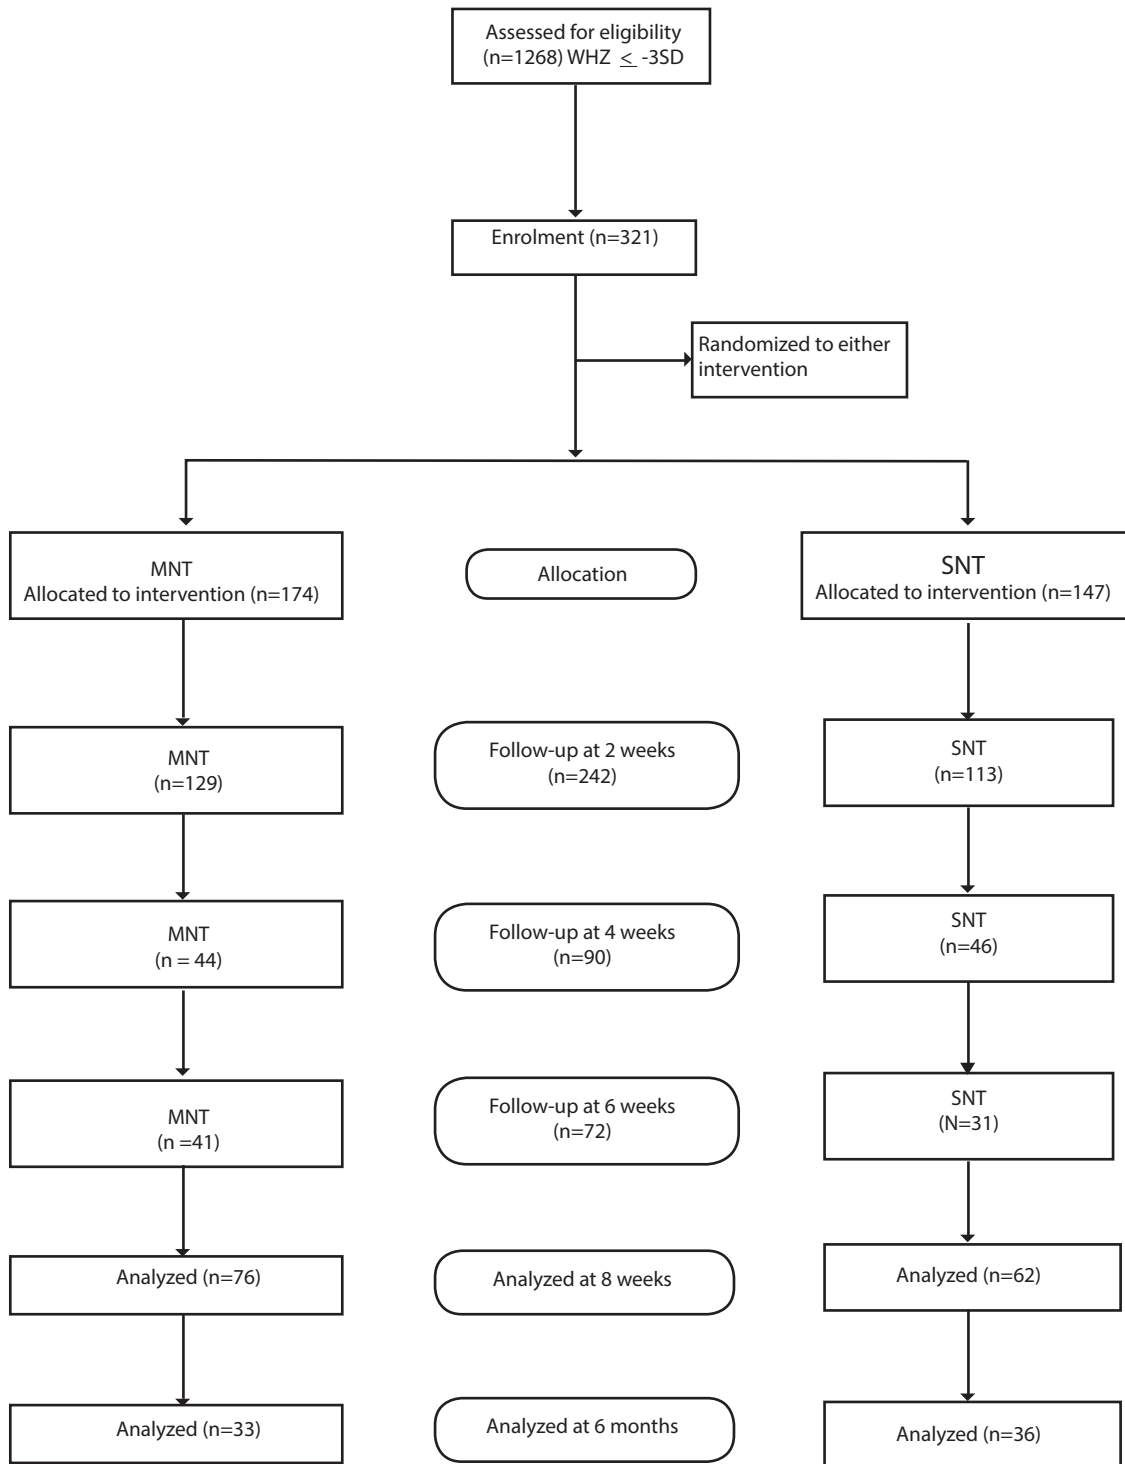 Assessed for eligibility
(n=1268) WHZ ≤ -3SD
Enrolment (n=321)
Randomized to either
intervention
MNT
Allocated to intervention (n=174)
Allocation
SNT
Allocated to intervention (n=147)
MNT
(n=129)
Follow-up at 2 weeks
(n=242)
SNT
(n=113)
MNT
(n = 44)
Follow-up at 4 weeks
(n=90)
SNT
(n=46)
MNT
(n =41)
Follow-up at 6 weeks
(n=72)
SNT
(N=31)
Analyzed (n=76)
Analyzed at 8 weeks
Analyzed (n=62)
Analyzed (n=33)
Analyzed at 6 months
Analyzed (n=36)